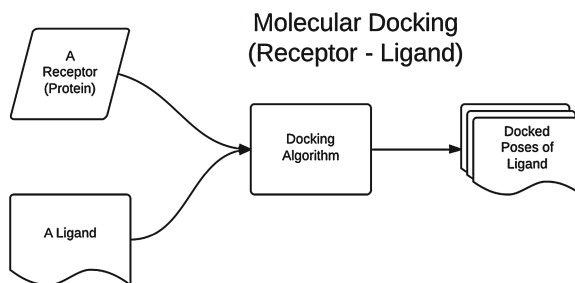 Molecular Docking
(Receptor - Ligand)
A
Receptor
(Protein)
Docking
Algorithm
Docked
Poses of
Ligand
A Ligand